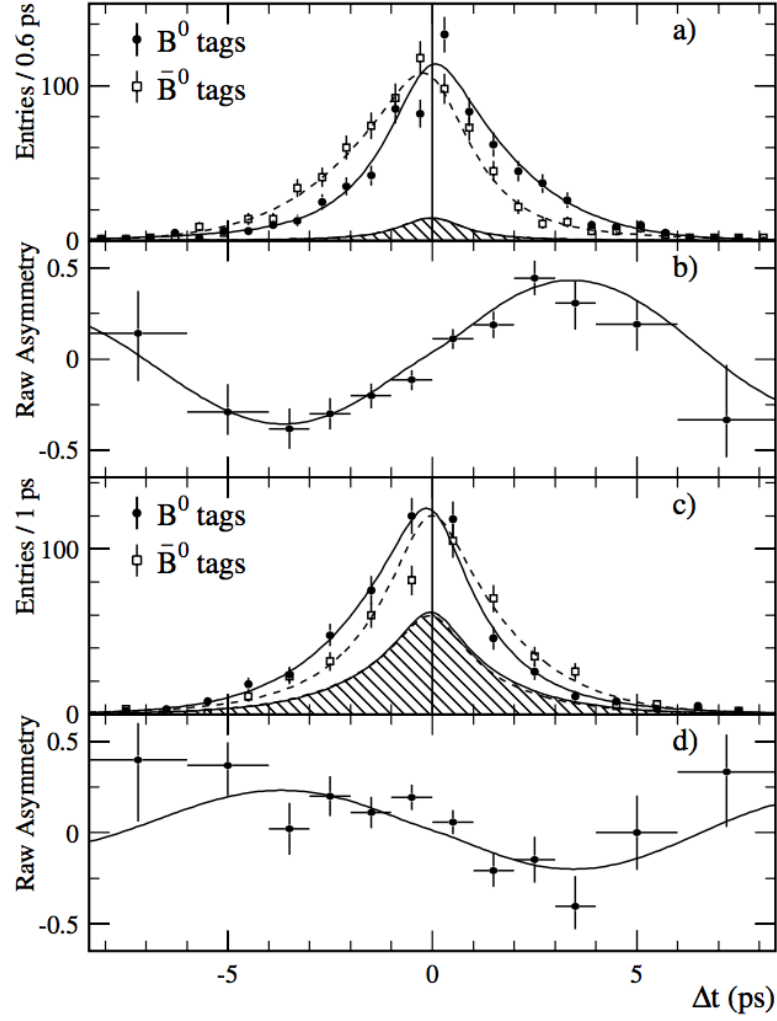 Entries / 0.6 ps
100
0
B⁰ tags
B̄⁰ tags
a)
Raw Asymmetry
0.5
0
-0.5
b)
Entries / 1 ps
100
0
B⁰ tags
B̄⁰ tags
c)
Raw Asymmetry
0.5
0
-0.5
d)
-5 0 5
Δt (ps)